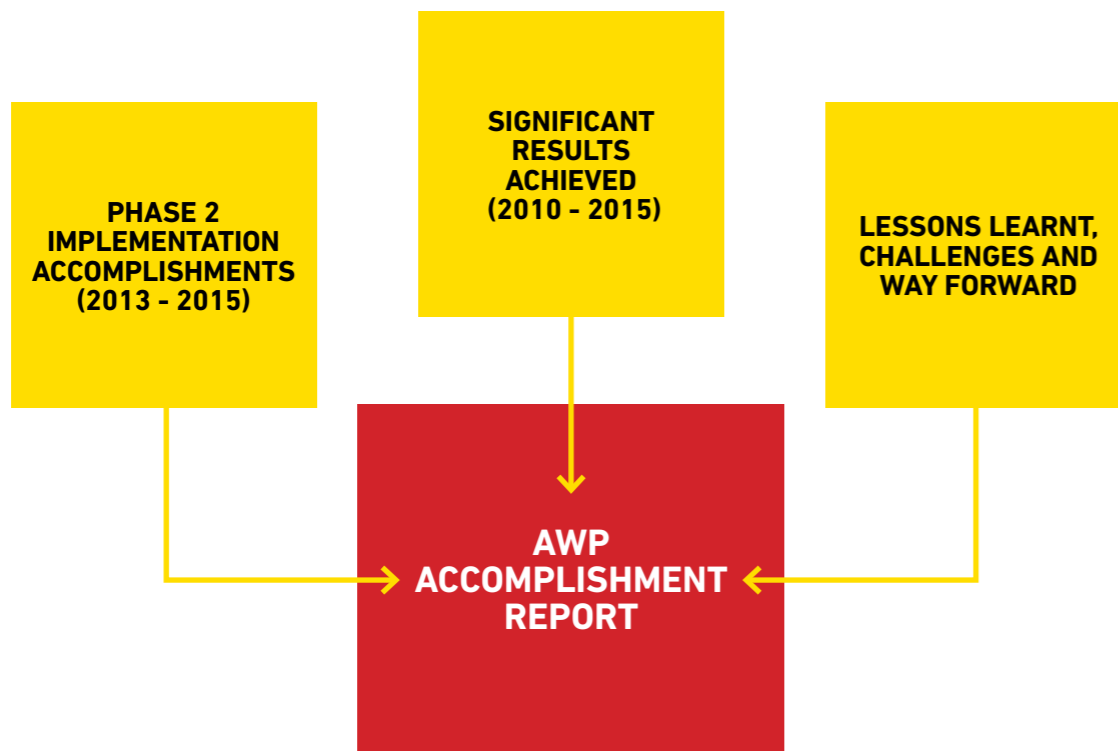 PHASE 2
IMPLEMENTATION
ACCOMPLISHMENTS
(2013 - 2015)
SIGNIFICANT
RESULTS
ACHIEVED
(2010 - 2015)
LESSONS LEARNT,
CHALLENGES AND
WAY FORWARD
AWP
ACCOMPLISHMENT
REPORT